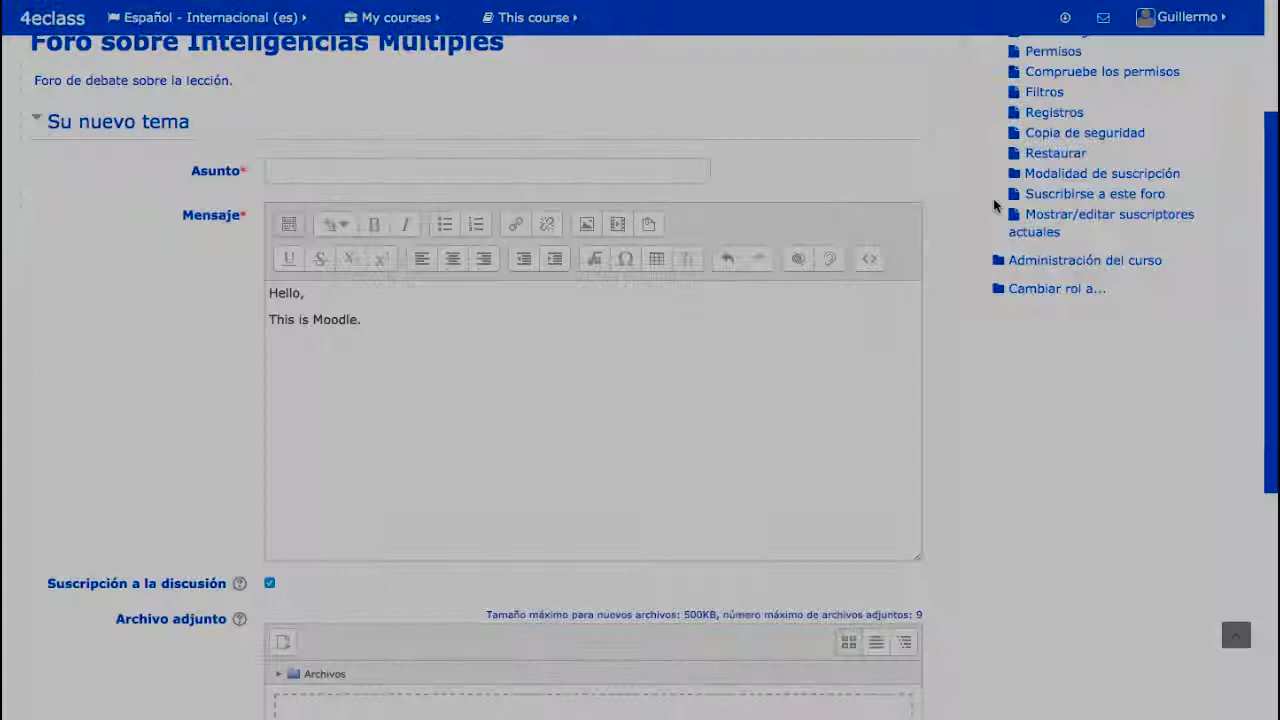 4eclass Español - Internacional (es) My courses This course Guillermo
Foro sobre Inteligencias Múltiples
Foro de debate sobre la lección.
Su nuevo tema
Asunto*
Mensaje*
Hello,
This is Moodle.
Suscripción a la discusión
Archivo adjunto
Tamaño máximo para nuevos archivos: 500KB, número máximo de archivos adjuntos: 9
Archivos
Permisos
Compruebe los permisos
Filtros
Registros
Copia de seguridad
Restaurar
Modalidad de suscripción
Suscribirse a este foro
Mostrar/editar suscriptores
actuales
Administración del curso
Cambiar rol a...